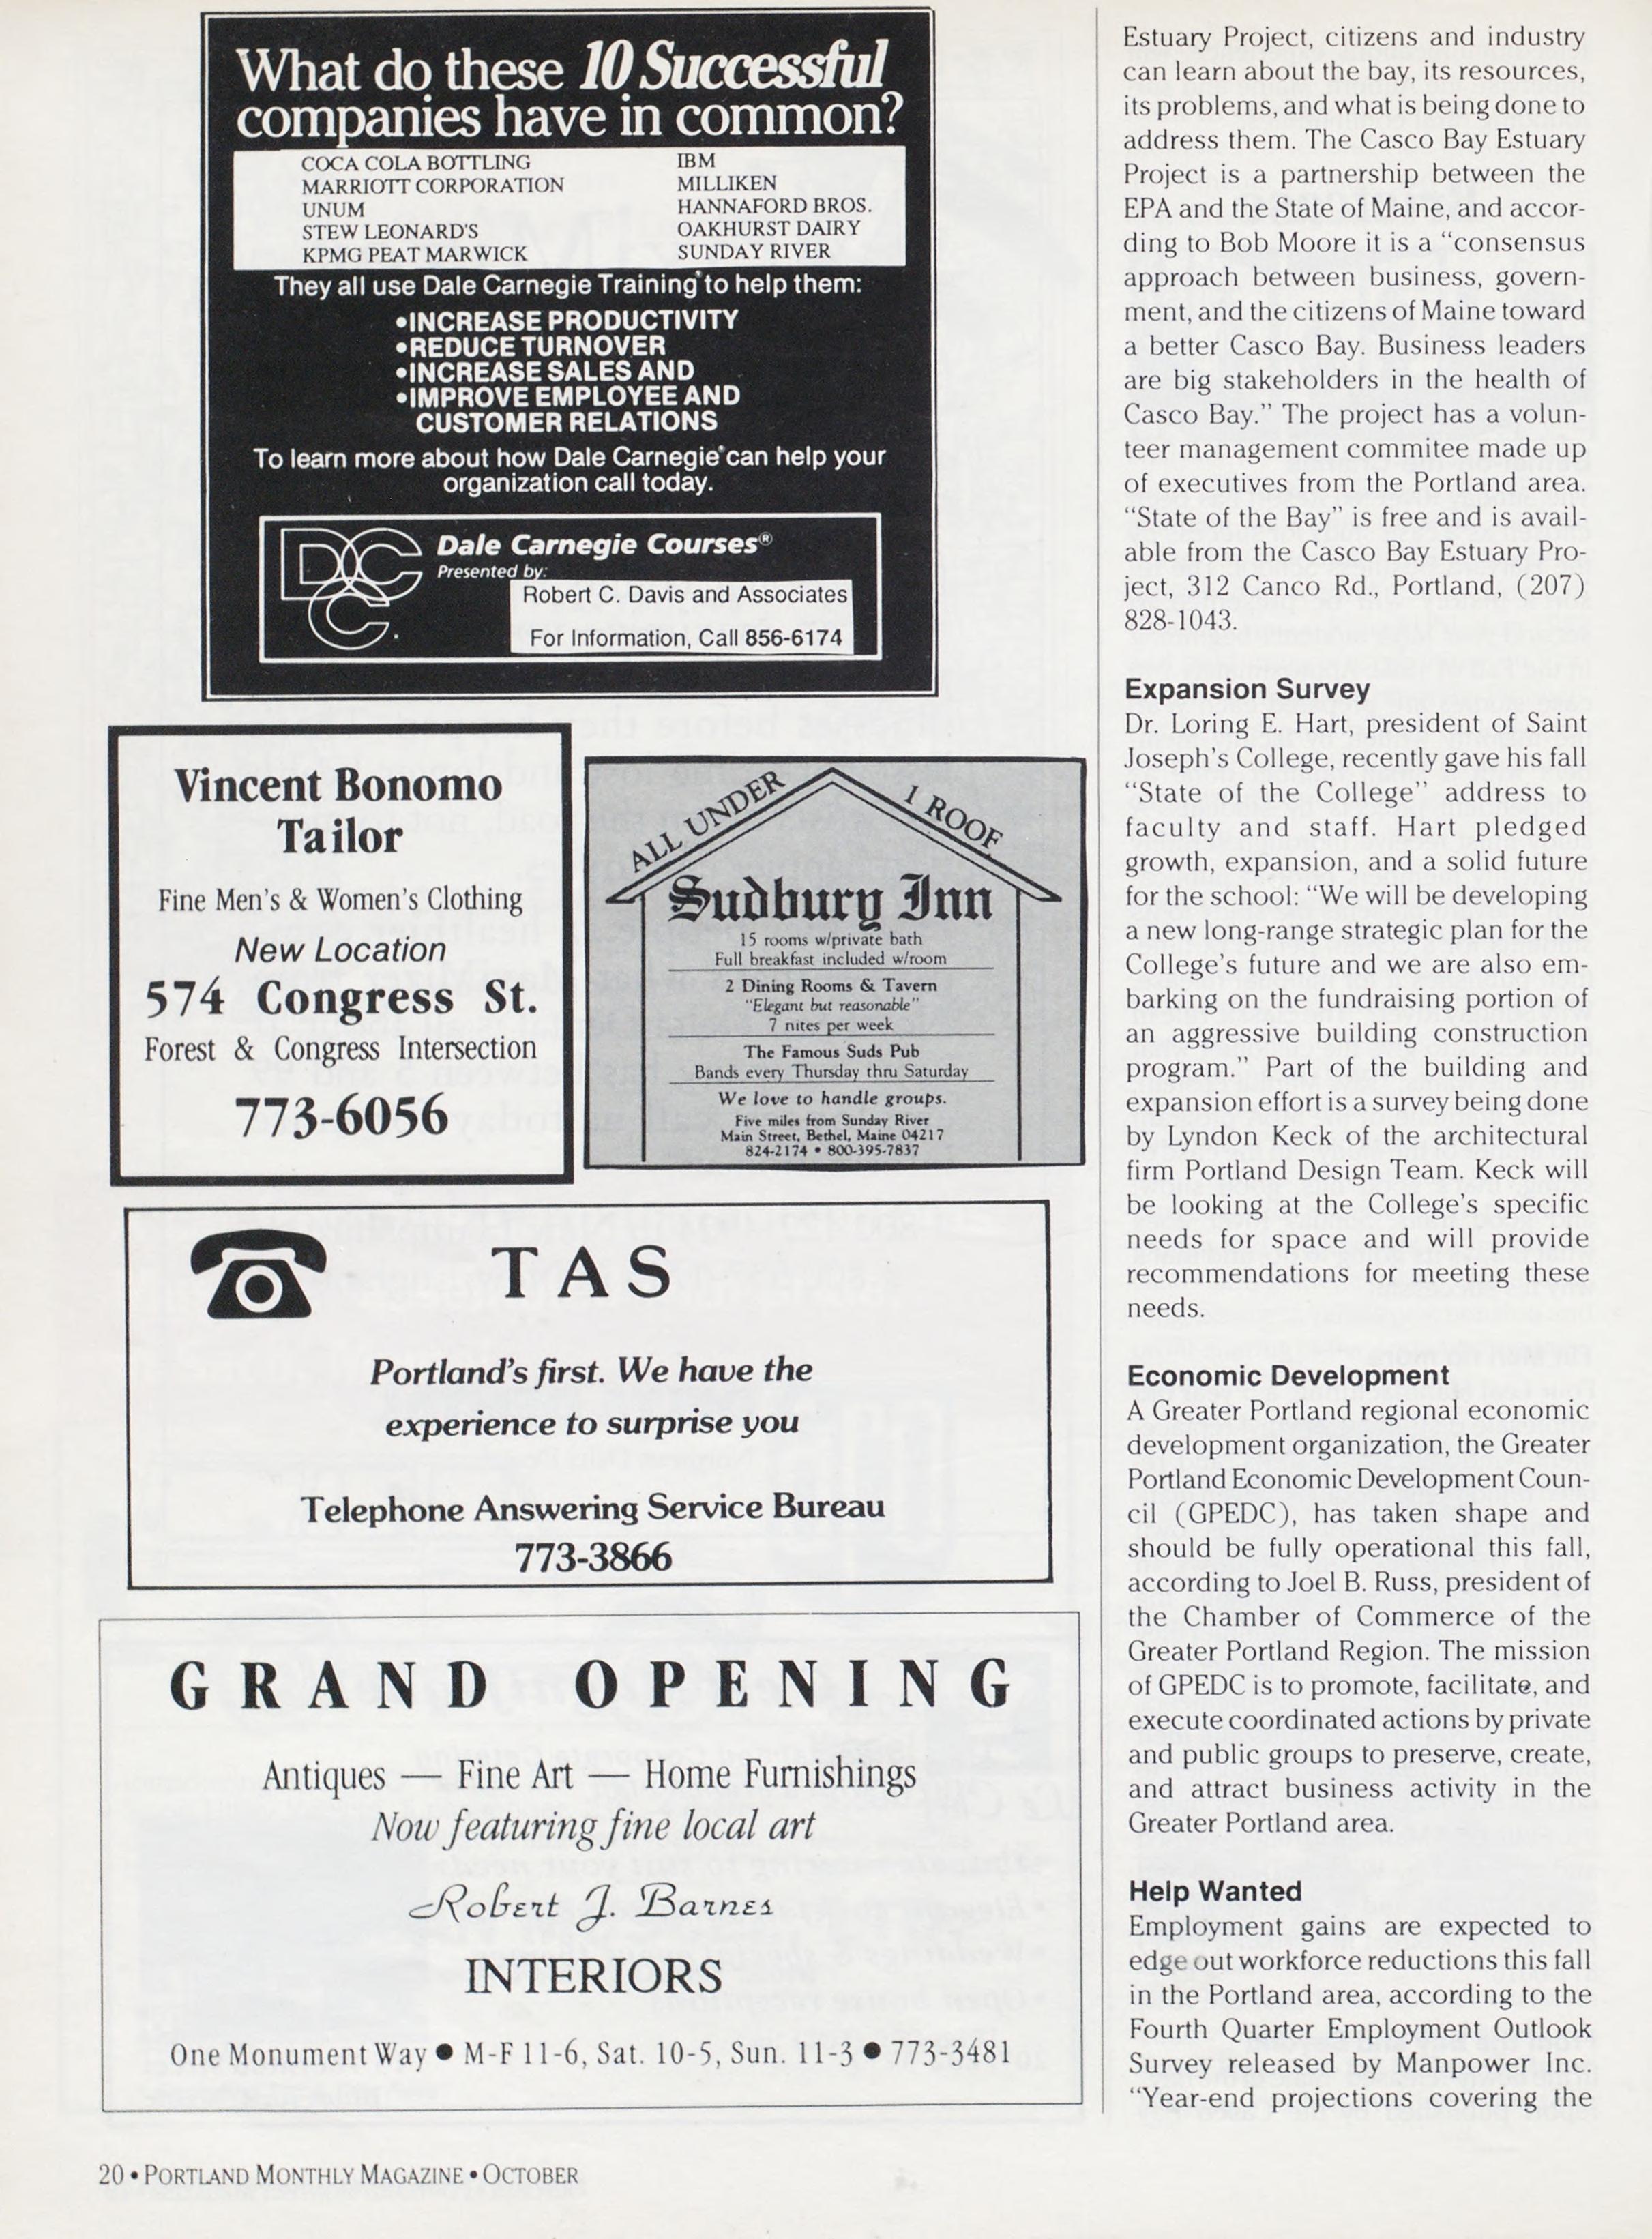 What do these 10 Successful
companies have in common?
COCA COLA BOTTLING
MARRIOTT CORPORATION
UNUM
STEW LEONARD'S
KPMG PEAT MARWICK
IBM
MILLIKEN
HANNAFORD BROS.
OAKHURST DAIRY
SUNDAY RIVER
They all use Dale Carnegie Training® to help them:
•INCREASE PRODUCTIVITY
•REDUCE TURNOVER
•INCREASE SALES AND
•IMPROVE EMPLOYEE AND
CUSTOMER RELATIONS
To learn more about how Dale Carnegie® can help your
organization call today.
DCC
Dale Carnegie Courses®
Presented by:
Robert C. Davis and Associates
For Information, Call 856-6174
Vincent Bonomo
Tailor
Fine Men's & Women's Clothing
New Location
574 Congress St.
Forest & Congress Intersection
773-6056
ALL UNDER 1 ROOF
Sudbury Inn
15 rooms w/private bath
Full breakfast included w/room
2 Dining Rooms & Tavern
"Elegant but reasonable"
7 nites per week
The Famous Suds Pub
Bands every Thursday thru Saturday
We love to handle groups.
Five miles from Sunday River
Main Street, Bethel, Maine 04217
824-2174 • 800-395-7837
TAS
Portland's first. We have the
experience to surprise you
Telephone Answering Service Bureau
773-3866
GRAND OPENING
Antiques — Fine Art — Home Furnishings
Now featuring fine local art
Robert J. Barnes
INTERIORS
One Monument Way ● M-F 11-6, Sat. 10-5, Sun. 11-3 ● 773-3481
Estuary Project, citizens and industry
can learn about the bay, its resources,
its problems, and what is being done to
address them. The Casco Bay Estuary
Project is a partnership between the
EPA and the State of Maine, and accor-
ding to Bob Moore it is a "consensus
approach between business, govern-
ment, and the citizens of Maine toward
a better Casco Bay. Business leaders
are big stakeholders in the health of
Casco Bay." The project has a volun-
teer management commitee made up
of executives from the Portland area.
"State of the Bay" is free and is avail-
able from the Casco Bay Estuary Pro-
ject, 312 Canco Rd., Portland, (207)
828-1043.
Expansion Survey
Dr. Loring E. Hart, president of Saint
Joseph's College, recently gave his fall
"State of the College" address to
faculty and staff. Hart pledged
growth, expansion, and a solid future
for the school: "We will be developing
a new long-range strategic plan for the
College's future and we are also em-
barking on the fundraising portion of
an aggressive building construction
program." Part of the building and
expansion effort is a survey being done
by Lyndon Keck of the architectural
firm Portland Design Team. Keck will
be looking at the College's specific
needs for space and will provide
recommendations for meeting these
needs.
Economic Development
A Greater Portland regional economic
development organization, the Greater
Portland Economic Development Coun-
cil (GPEDC), has taken shape and
should be fully operational this fall,
according to Joel B. Russ, president of
the Chamber of Commerce of the
Greater Portland Region. The mission
of GPEDC is to promote, facilitate, and
execute coordinated actions by private
and public groups to preserve, create,
and attract business activity in the
Greater Portland area.
Help Wanted
Employment gains are expected to
edge out workforce reductions this fall
in the Portland area, according to the
Fourth Quarter Employment Outlook
Survey released by Manpower Inc.
"Year-end projections covering the
20 • PORTLAND MONTHLY MAGAZINE • OCTOBER